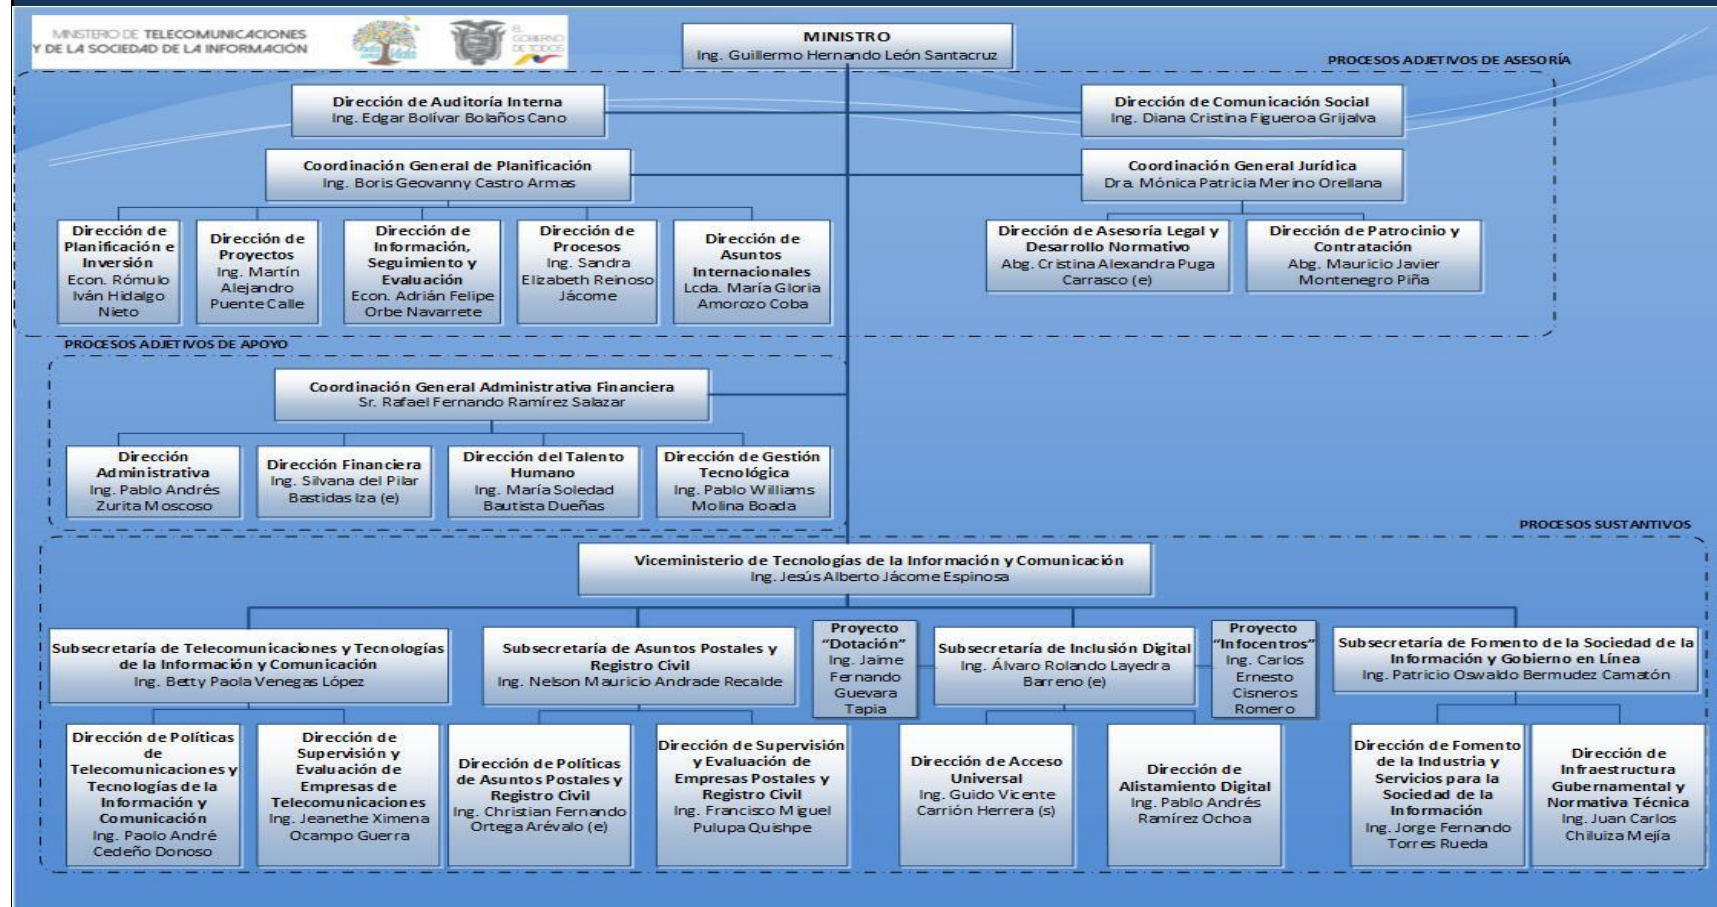 MINISTERIO DE TELECOMUNICACIONES
Y DE LA SOCIEDAD DE LA INFORMACIÓN
toda una Vida
EL
GOBIERNO
DE TODOS
MINISTRO
Ing. Guillermo Hernando León Santacruz
PROCESOS ADJETIVOS DE ASESORÍA
Dirección de Auditoría Interna
Ing. Edgar Bolívar Bolaños Cano
Dirección de Comunicación Social
Ing. Diana Cristina Figueroa Grijalva
Coordinación General de Planificación
Ing. Boris Geovanny Castro Armas
Coordinación General Jurídica
Dra. Mónica Patricia Merino Orellana
Dirección de
Planificación e
Inversión
Econ. Rómulo
Iván Hidalgo
Nieto
Dirección de
Proyectos
Ing. Martín
Alejandro
Puente Calle
Dirección de
Información,
Seguimiento y
Evaluación
Econ. Adrián Felipe
Orbe Navarrete
Dirección de
Procesos
Ing. Sandra
Elizabeth Reinoso
Jácome
Dirección de
Asuntos
Internacionales
Lcda. María Gloria
Amorozo Coba
Dirección de Asesoría Legal y
Desarrollo Normativo
Abg. Cristina Alexandra Puga
Carrasco (e)
Dirección de Patrocinio y
Contratación
Abg. Mauricio Javier
Montenegro Piña
PROCESOS ADJETIVOS DE APOYO
Coordinación General Administrativa Financiera
Sr. Rafael Fernando Ramírez Salazar
Dirección
Administrativa
Ing. Pablo Andrés
Zurita Moscoso
Dirección Financiera
Ing. Silvana del Pilar
Bastidas Iza (e)
Dirección del Talento
Humano
Ing. María Soledad
Bautista Dueñas
Dirección de Gestión
Tecnológica
Ing. Pablo Williams
Molina Boada
PROCESOS SUSTANTIVOS
Viceministerio de Tecnologías de la Información y Comunicación
Ing. Jesús Alberto Jácome Espinosa
Subsecretaría de Telecomunicaciones y Tecnologías
de la Información y Comunicación
Ing. Betty Paola Venegas López
Subsecretaría de Asuntos Postales y
Registro Civil
Ing. Nelson Mauricio Andrade Recalde
Proyecto
“Dotación”
Ing. Jaime
Fernando
Guevara
Tapia
Subsecretaría de Inclusión Digital
Ing. Álvaro Rolando Layedra
Barreno (e)
Proyecto
“Infocentros”
Ing. Carlos
Ernesto
Cisneros
Romero
Subsecretaría de Fomento de la Sociedad de la
Información y Gobierno en Línea
Ing. Patricio Oswaldo Bermudez Camatón
Dirección de Políticas
de
Telecomunicaciones y
Tecnologías de la
Información y
Comunicación
Ing. Paolo André
Cedeño Donoso
Dirección de
Supervisión y
Evaluación de
Empresas de
Telecomunicaciones
Ing. Jeanethe Ximena
Ocampo Guerra
Dirección de Políticas
de Asuntos Postales y
Registro Civil
Ing. Christian Fernando
Ortega Arévalo (e)
Dirección de Supervisión
y Evaluación de
Empresas Postales y
Registro Civil
Ing. Francisco Miguel
Pulupa Quishpe
Dirección de Acceso
Universal
Ing. Guido Vicente
Carrión Herrera (s)
Dirección de
Alistamiento Digital
Ing. Pablo Andrés
Ramírez Ochoa
Dirección de Fomento
de la Industria y
Servicios para la
Sociedad de la
Información
Ing. Jorge Fernando
Torres Rueda
Dirección de
Infraestructura
Gubernamental y
Normativa Técnica
Ing. Juan Carlos
Chiluiza Mejía